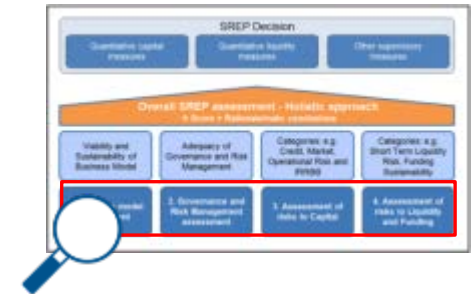 SREP Decision
Quantitative capital
measures
Quantitative liquidity
measures
Other supervisory
measures
Overall SREP assessment - Holistic approach
Viability and
Sustainability of
Business Model
Adequacy of
Governance and Risk
Management
Categories: e.g.
Credit, Market,
Operational Risk and
IRRBB
Categories: e.g.
Short Term Liquidity
Risk, Funding
Sustainability
model
2. Governance and
Risk Management
assessment
3. Assessment of
risks to Capital
4. Assessment of
risks to Liquidity
and Funding